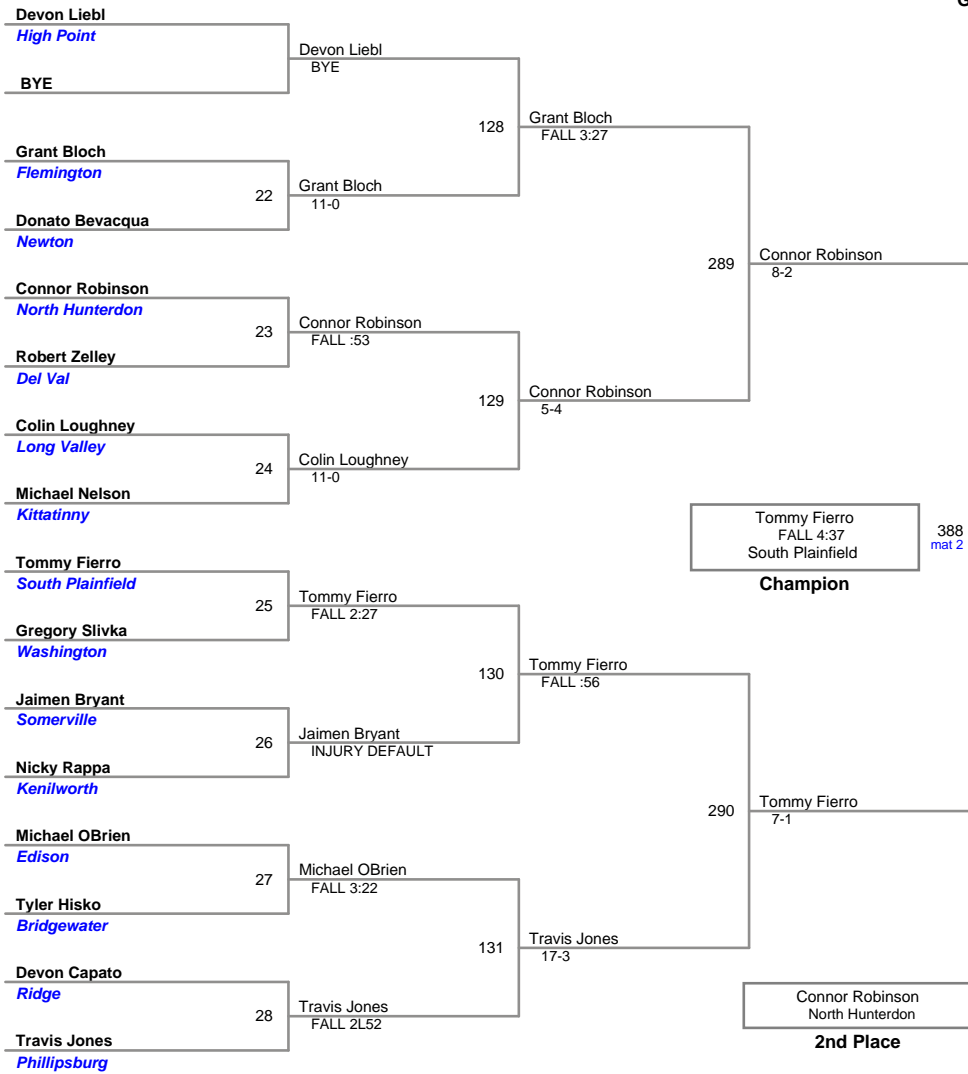 G
Devon Liebl
High Point
Devon Liebl
BYE
BYE
128
Grant Bloch
FALL 3:27
Grant Bloch
Flemington
22
Grant Bloch
11-0
Donato Bevacqua
Newton
289
Connor Robinson
8-2
Connor Robinson
North Hunterdon
23
Connor Robinson
FALL :53
Robert Zelley
Del Val
129
Connor Robinson
5-4
Colin Loughney
Long Valley
24
Colin Loughney
11-0
Michael Nelson
Kittatinny
Tommy Fierro
FALL 4:37
South Plainfield
388
mat 2
Champion
Tommy Fierro
South Plainfield
25
Tommy Fierro
FALL 2:27
Gregory Slivka
Washington
130
Tommy Fierro
FALL :56
Jaimen Bryant
Somerville
26
Jaimen Bryant
INJURY DEFAULT
Nicky Rappa
Kenilworth
290
Tommy Fierro
7-1
Michael OBrien
Edison
27
Michael OBrien
FALL 3:22
Tyler Hisko
Bridgewater
131
Travis Jones
17-3
Devon Capato
Ridge
28
Travis Jones
FALL 2L52
Travis Jones
Phillipsburg
Connor Robinson
North Hunterdon
2nd Place